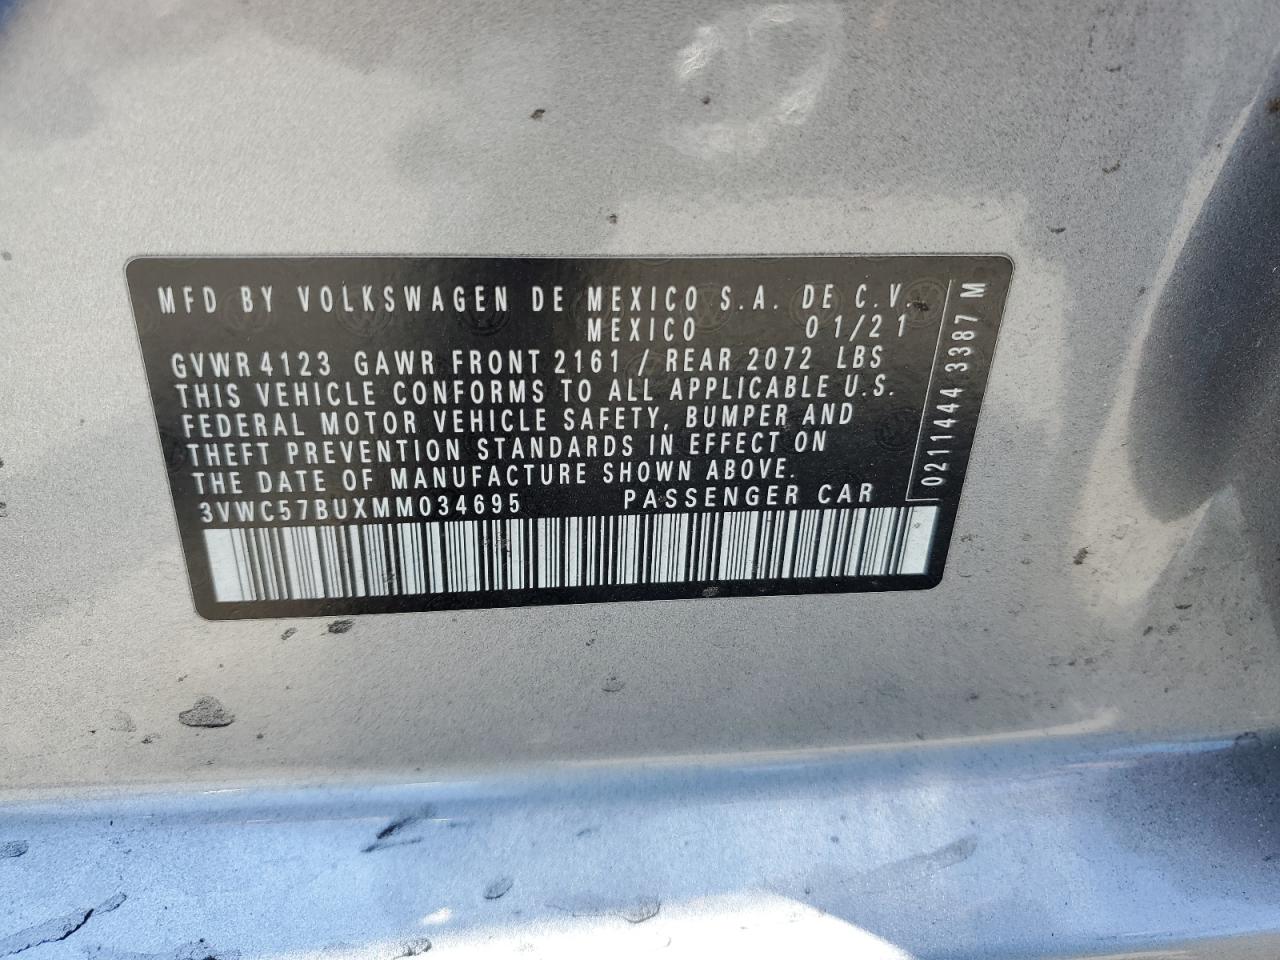 MFD BY VOLKSWAGEN DE MEXICO S.A. DE C.V.
MEXICO 01/21
GVWR 4123 GAWR FRONT 2161 / REAR 2072 LBS
THIS VEHICLE CONFORMS TO ALL APPLICABLE U.S.
FEDERAL MOTOR VEHICLE SAFETY, BUMPER AND
THEFT PREVENTION STANDARDS IN EFFECT ON
THE DATE OF MANUFACTURE SHOWN ABOVE.
3VWC57BUXMM034695 PASSENGER CAR
0211444 3387 M